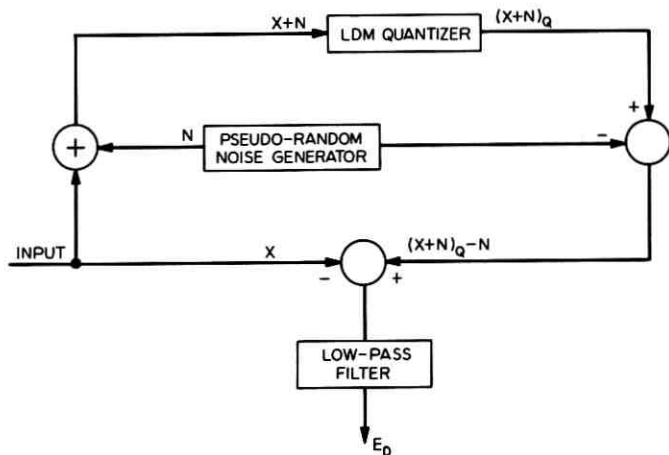 X+N
LDM QUANTIZER
(X+N)Q
+
N
PSEUDO-RANDOM
NOISE GENERATOR
-
+
INPUT
X
(X+N)Q-N
-
+
LOW-PASS
FILTER
ED